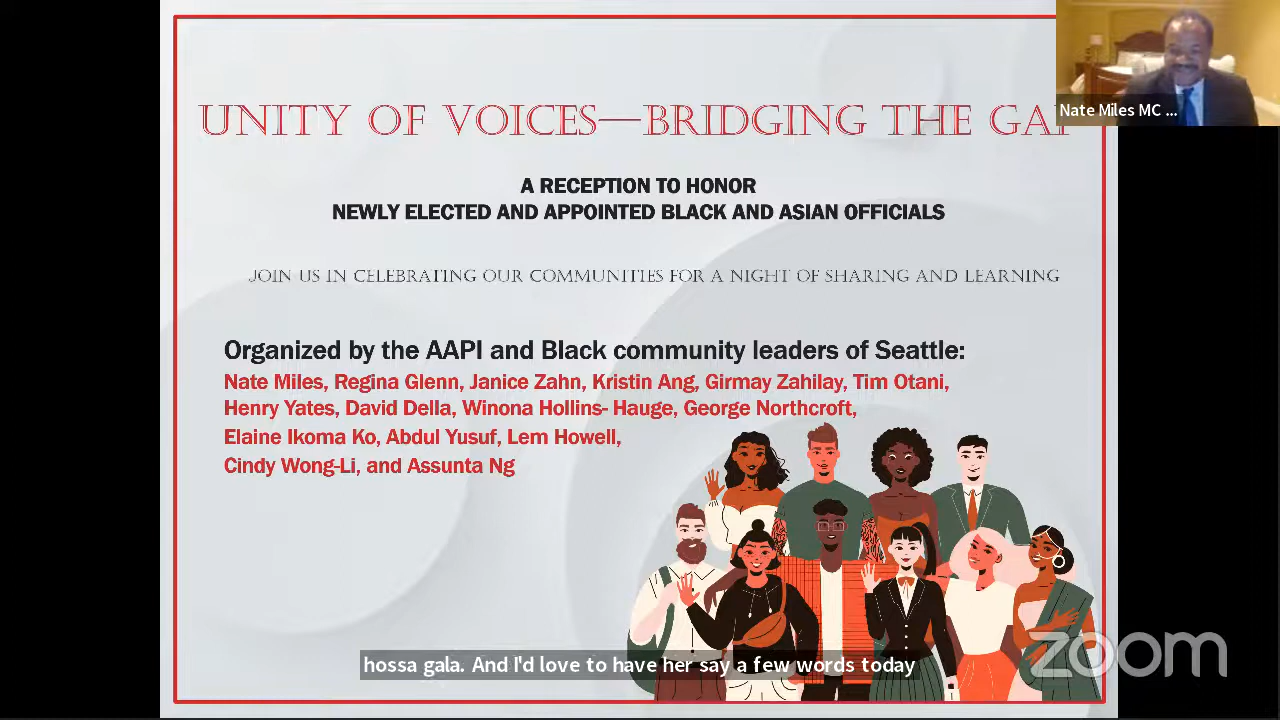 UNITY OF VOICES—BRIDGING THE GAP
Nate Miles MC ...
A RECEPTION TO HONOR
NEWLY ELECTED AND APPOINTED BLACK AND ASIAN OFFICIALS
JOIN US IN CELEBRATING OUR COMMUNITIES FOR A NIGHT OF SHARING AND LEARNING
Organized by the AAPI and Black community leaders of Seattle:
Nate Miles, Regina Glenn, Janice Zahn, Kristin Ang, Girmay Zahilay, Tim Otani,
Henry Yates, David Della, Winona Hollins- Hauge, George Northcroft,
Elaine Ikoma Ko, Abdul Yusuf, Lem Howell,
Cindy Wong-Li, and Assunta Ng
hossa gala. And I'd love to have her say a few words today
zoom